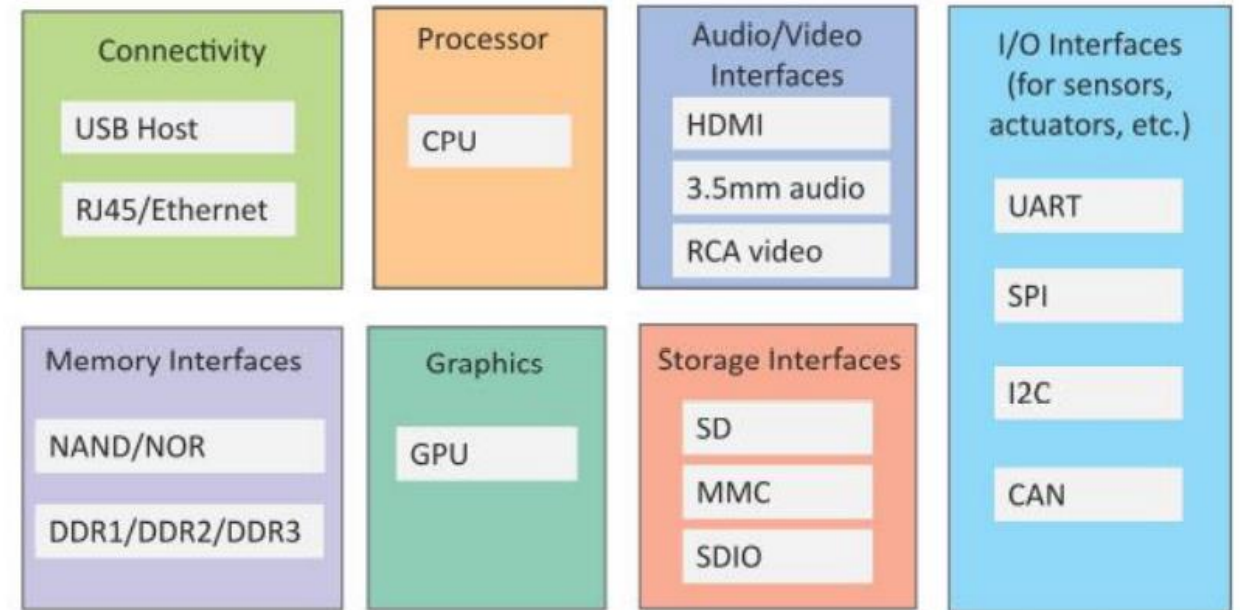 Connectivity
USB Host
RJ45/Ethernet
Processor
CPU
Audio/Video
Interfaces
HDMI
3.5mm audio
RCA video
I/O Interfaces
(for sensors,
actuators, etc.)
UART
SPI
I2C
CAN
Memory Interfaces
NAND/NOR
DDR1/DDR2/DDR3
Graphics
GPU
Storage Interfaces
SD
MMC
SDIO